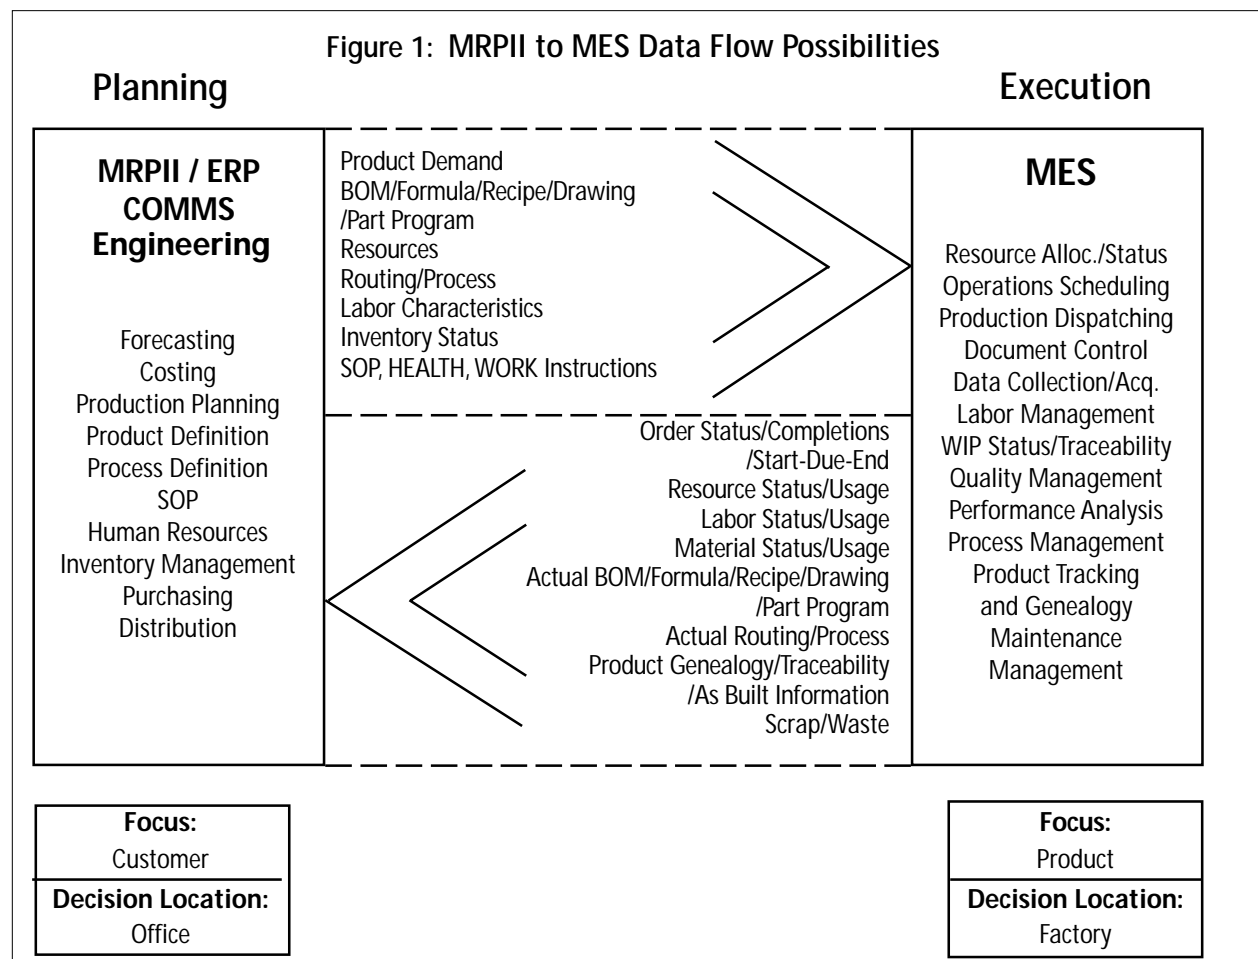 Figure 1: MRPII to MES Data Flow Possibilities
Planning
Execution
MRPII / ERP
COMMS
Engineering
Forecasting
Costing
Production Planning
Product Definition
Process Definition
SOP
Human Resources
Inventory Management
Purchasing
Distribution
Product Demand
BOM/Formula/Recipe/Drawing
/Part Program
Resources
Routing/Process
Labor Characteristics
Inventory Status
SOP, HEALTH, WORK Instructions
Order Status/Completions
/Start-Due-End
Resource Status/Usage
Labor Status/Usage
Material Status/Usage
Actual BOM/Formula/Recipe/Drawing
/Part Program
Actual Routing/Process
Product Genealogy/Traceability
/As Built Information
Scrap/Waste
MES
Resource Alloc./Status
Operations Scheduling
Production Dispatching
Document Control
Data Collection/Acq.
Labor Management
WIP Status/Traceability
Quality Management
Performance Analysis
Process Management
Product Tracking
and Genealogy
Maintenance
Management
Focus:
Customer
Decision Location:
Office
Focus:
Product
Decision Location:
Factory